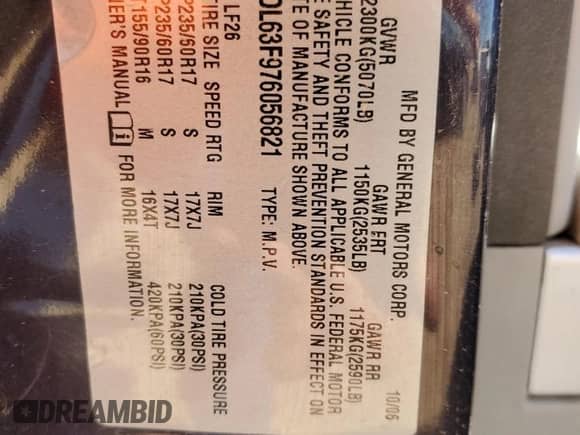 MFD BY GENERAL MOTORS CORP. 10/06
GVWR GAWR FRT GAWR RR
2300KG(5070LB) 1150KG(2535LB) 1175KG(2590LB)
VEHICLE CONFORMS TO ALL APPLICABLE U.S. FEDERAL MOTOR
E SAFETY AND THEFT PREVENTION STANDARDS IN EFFECT ON
TE OF MANUFACTURE SHOWN ABOVE.
DL63F976056821 TYPE: M.P.V.
LF26
TIRE SIZE SPEED RTG RIM COLD TIRE PRESSURE
P235/60R17 S 17X7J 210KPA(30PSI)
P235/60R17 S 17X7J 210KPA(30PSI)
T155/90R16 M 16X4T 420KPA(60PSI)
NER'S MANUAL FOR MORE INFORMATION.
DREAMBID